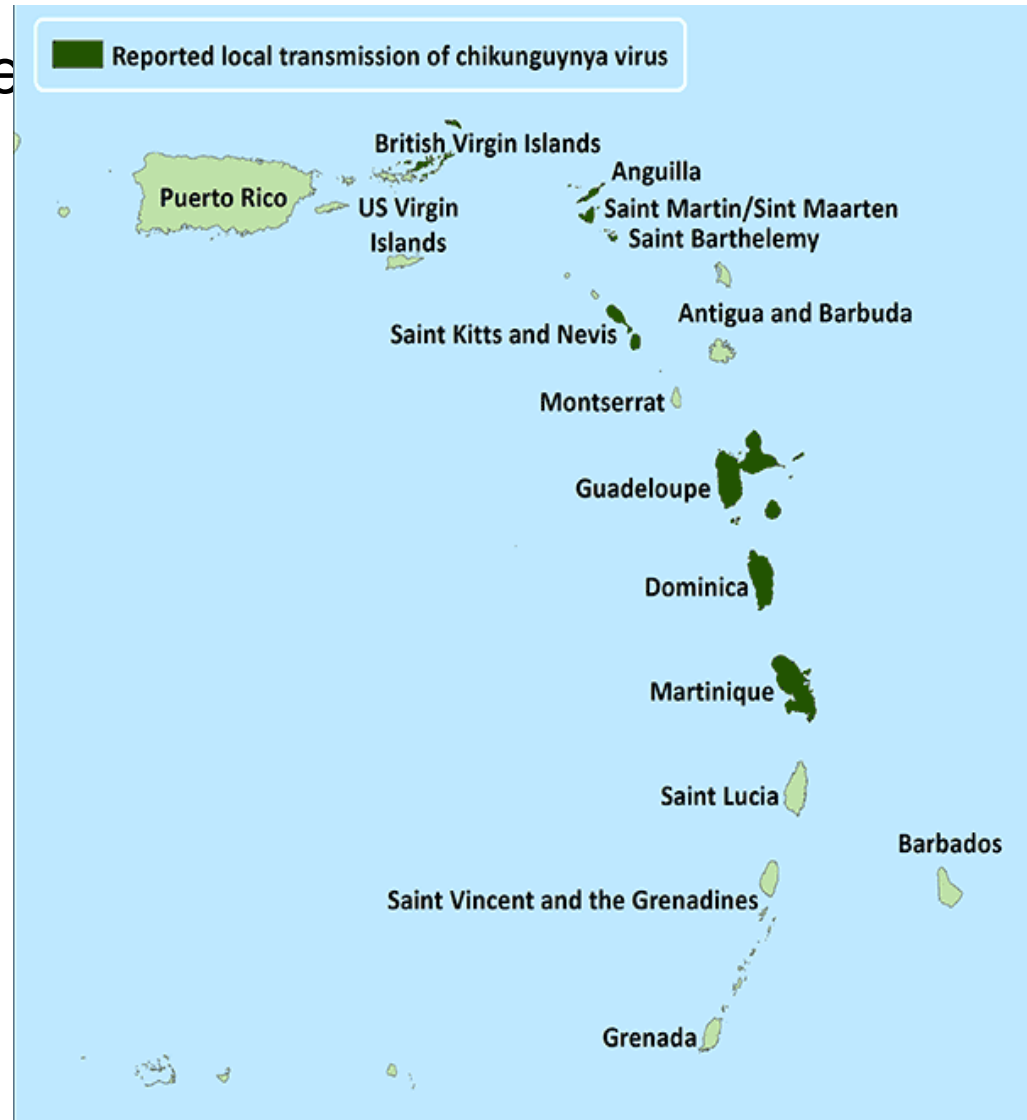 e
Reported local transmission of chikunguynya virus
British Virgin Islands
Anguilla
Puerto Rico
US Virgin
Islands
Saint Martin/Sint Maarten
Saint Barthelemy
Antigua and Barbuda
Saint Kitts and Nevis
Montserrat
Guadeloupe
Dominica
Martinique
Saint Lucia
Barbados
Saint Vincent and the Grenadines
Grenada